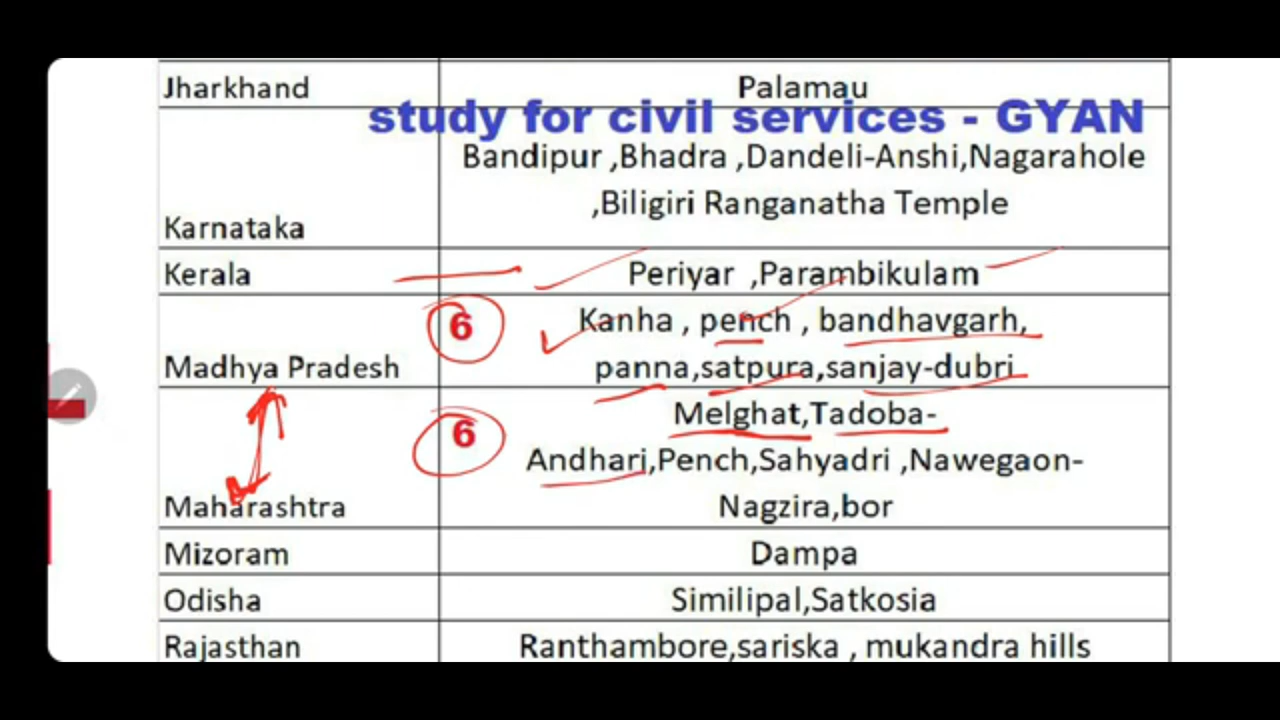 Jharkhand Palamau
study for civil services - GYAN
Bandipur ,Bhadra ,Dandeli-Anshi,Nagarahole
,Biligiri Ranganatha Temple
Karnataka
Kerala Periyar ,Parambikulam
6 Kanha , pench , bandhavgarh,
Madhya Pradesh panna,satpura,sanjay-dubri
Melghat,Tadoba-
6
Andhari,Pench,Sahyadri ,Nawegaon-
Maharashtra Nagzira,bor
Mizoram Dampa
Odisha Similipal,Satkosia
Rajasthan Ranthambore,sariska , mukandra hills